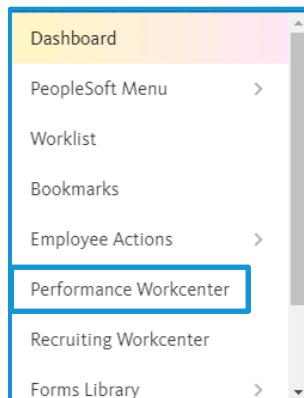 Dashboard
PeopleSoft Menu
Worklist
Bookmarks
Employee Actions
Performance Workcenter
Recruiting Workcenter
Forms Library